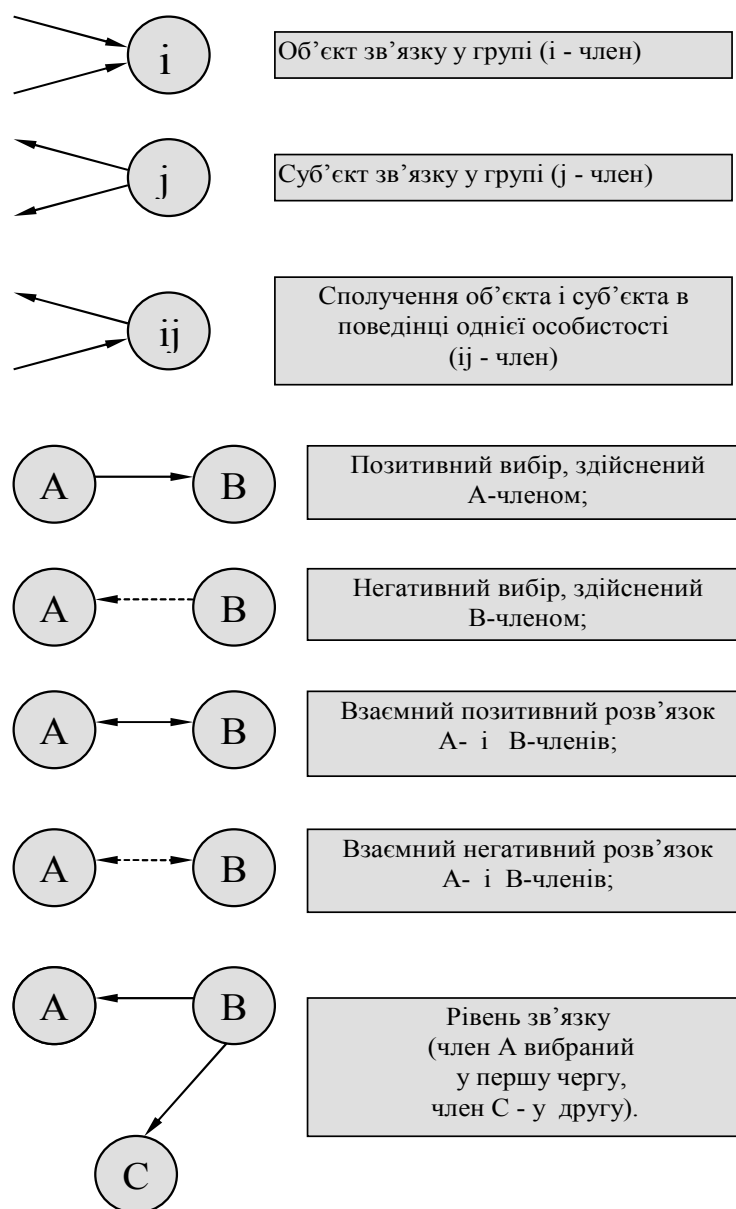 i
Об’єкт зв’язку у групі (i - член)
j
Суб’єкт зв’язку у групі (j - член)
ij
Сполучення об’єкта і суб’єкта в
поведінці однієї особистості
(ij - член)
A B
Позитивний вибір, здійснений
А-членом;
A B
Негативний вибір, здійснений
В-членом;
A B
Взаємний позитивний розв’язок
А- і В-членів;
A B
Взаємний негативний розв’язок
А- і В-членів;
A B
Рівень зв’язку
(член А вибраний
у першу чергу,
член С - у другу).
C